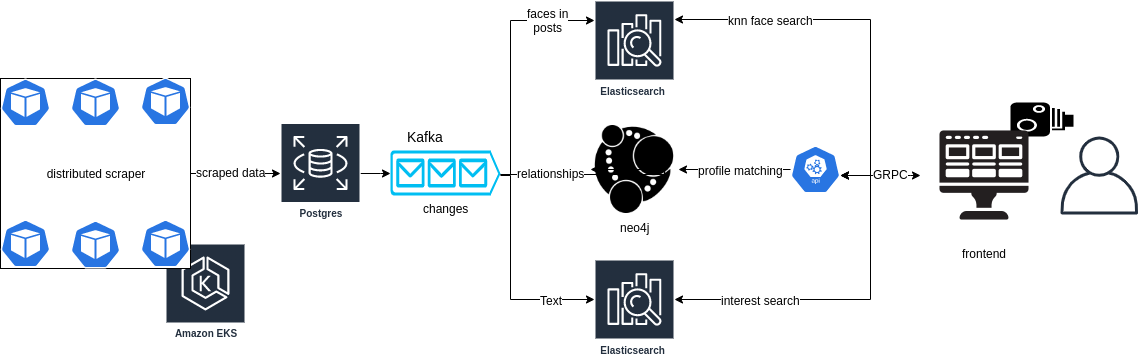 faces in
posts
knn face search
Elasticsearch
Kafka
distributed scraper
scraped data
relationships
profile matching
api
GRPC
Postgres
changes
neo4j
frontend
K
Text
interest search
Amazon EKS
Elasticsearch